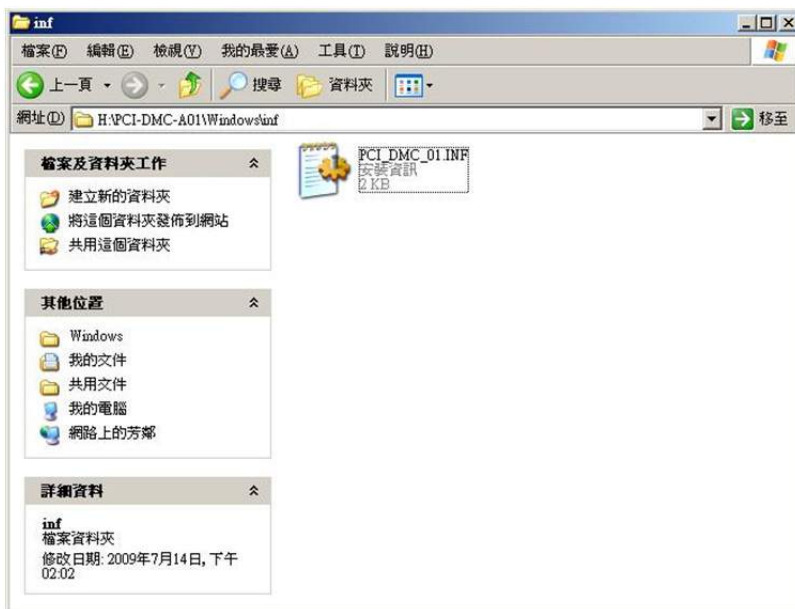 inf
檔案(F) 編輯(E) 檢視(V) 我的最愛(A) 工具(T) 說明(H)
上一頁 搜尋 資料夾
網址(D) H:\PCI-DMC-A01\Windows\inf 移至
檔案及資料夾工作
建立新的資料夾
將這個資料夾發佈到網站
共用這個資料夾
其他位置
Windows
我的文件
共用文件
我的電腦
網路上的芳鄰
詳細資料
inf
檔案資料夾
修改日期: 2009年7月14日, 下午
02:02
PCI_DMC_01.INF
安裝資訊
2 KB